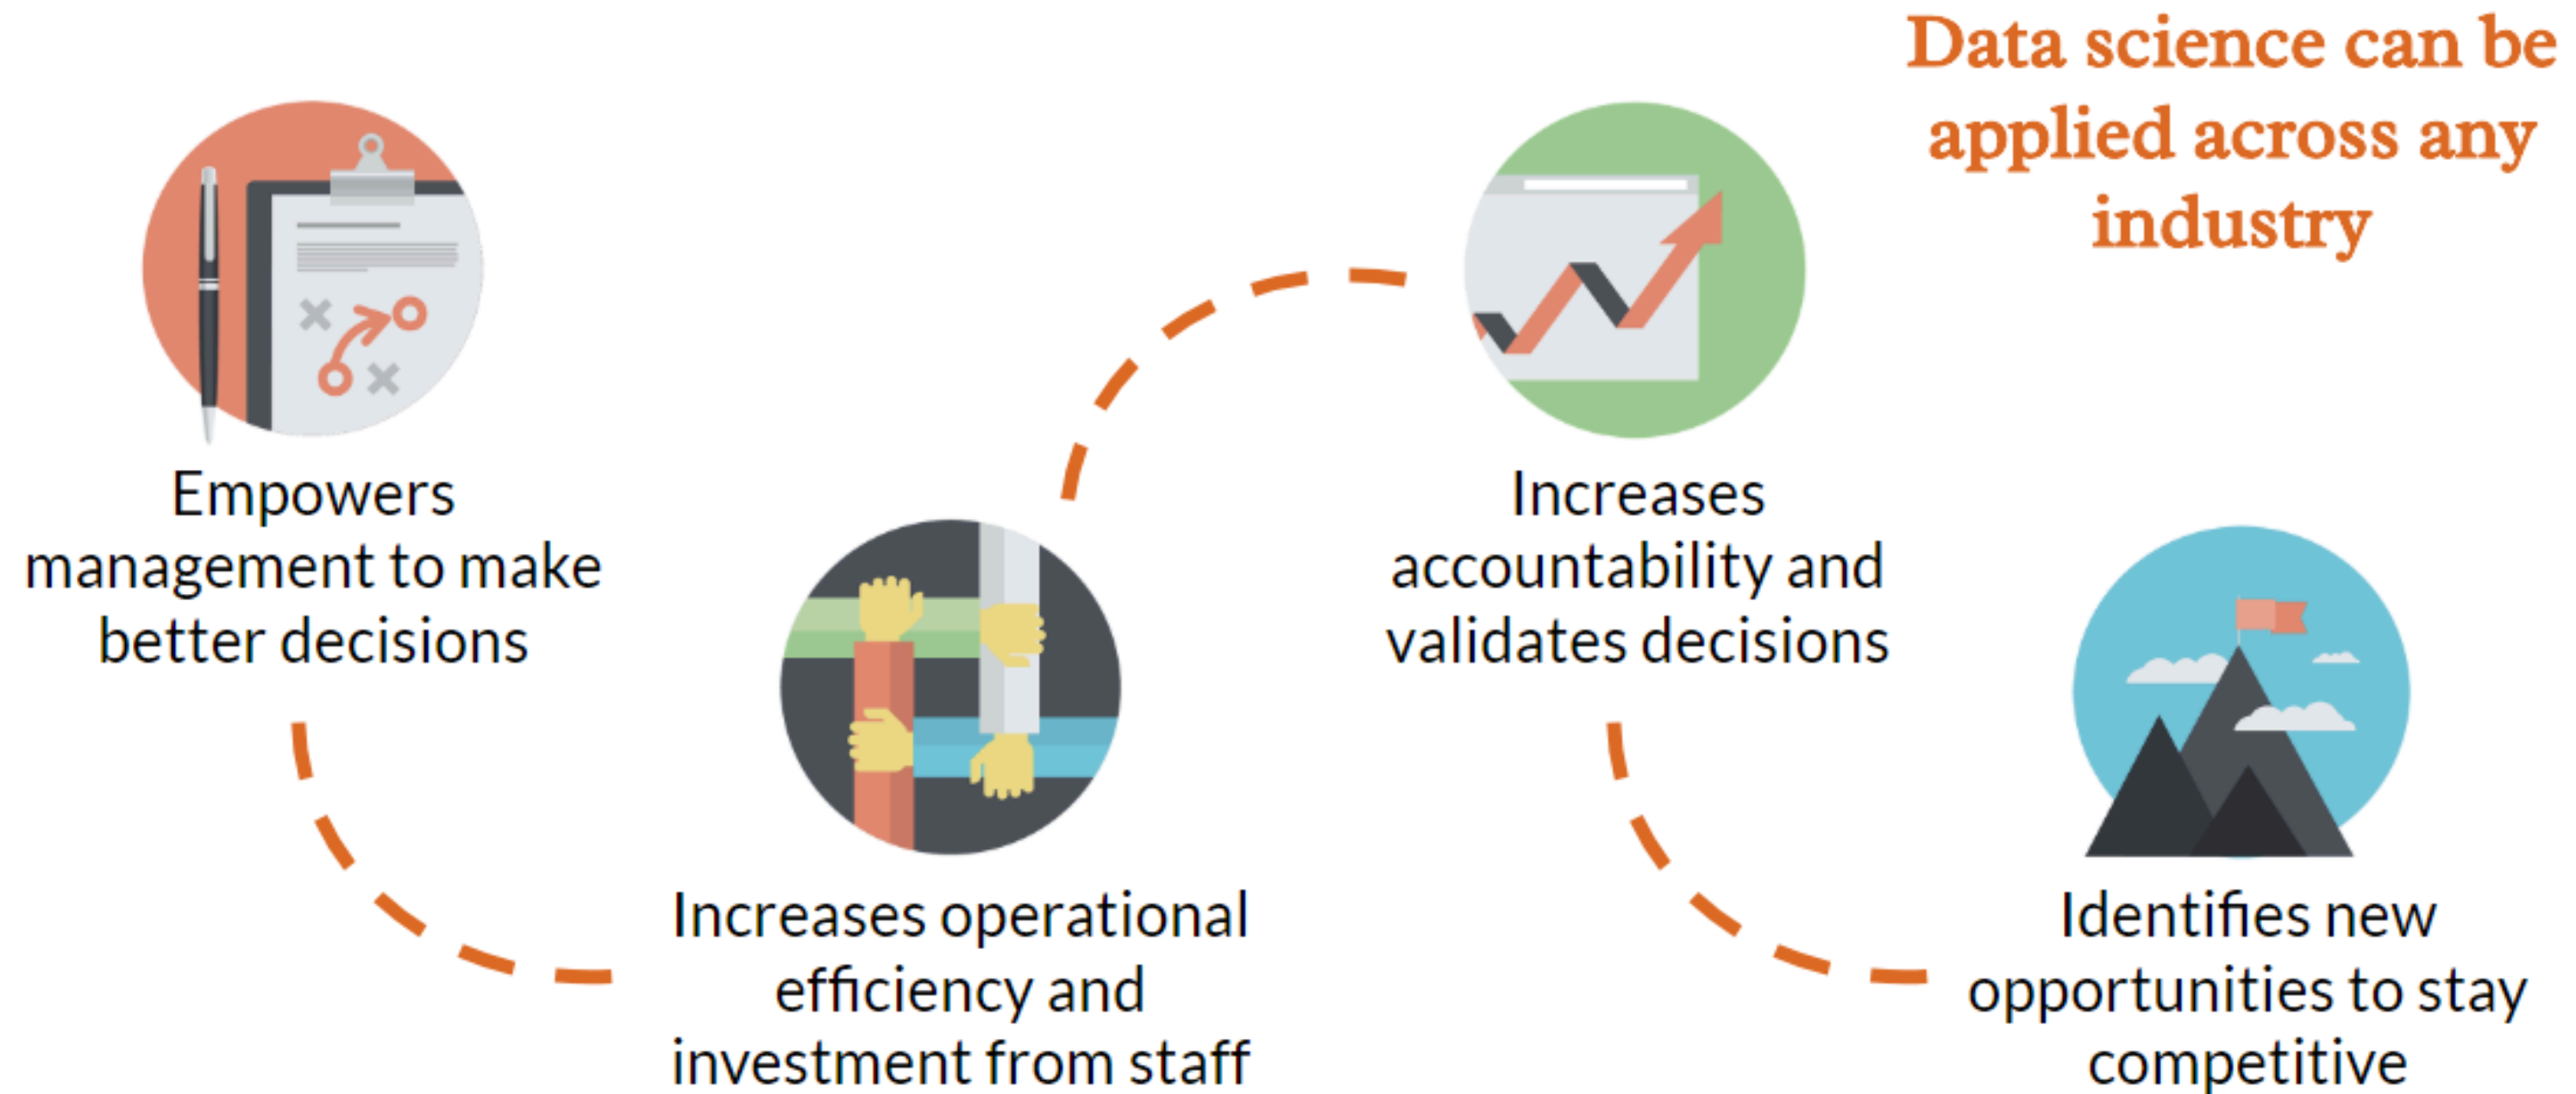 Data science can be
applied across any
industry
Empowers
management to make
better decisions
Increases operational
efficiency and
investment from staff
Increases
accountability and
validates decisions
Identifies new
opportunities to stay
competitive